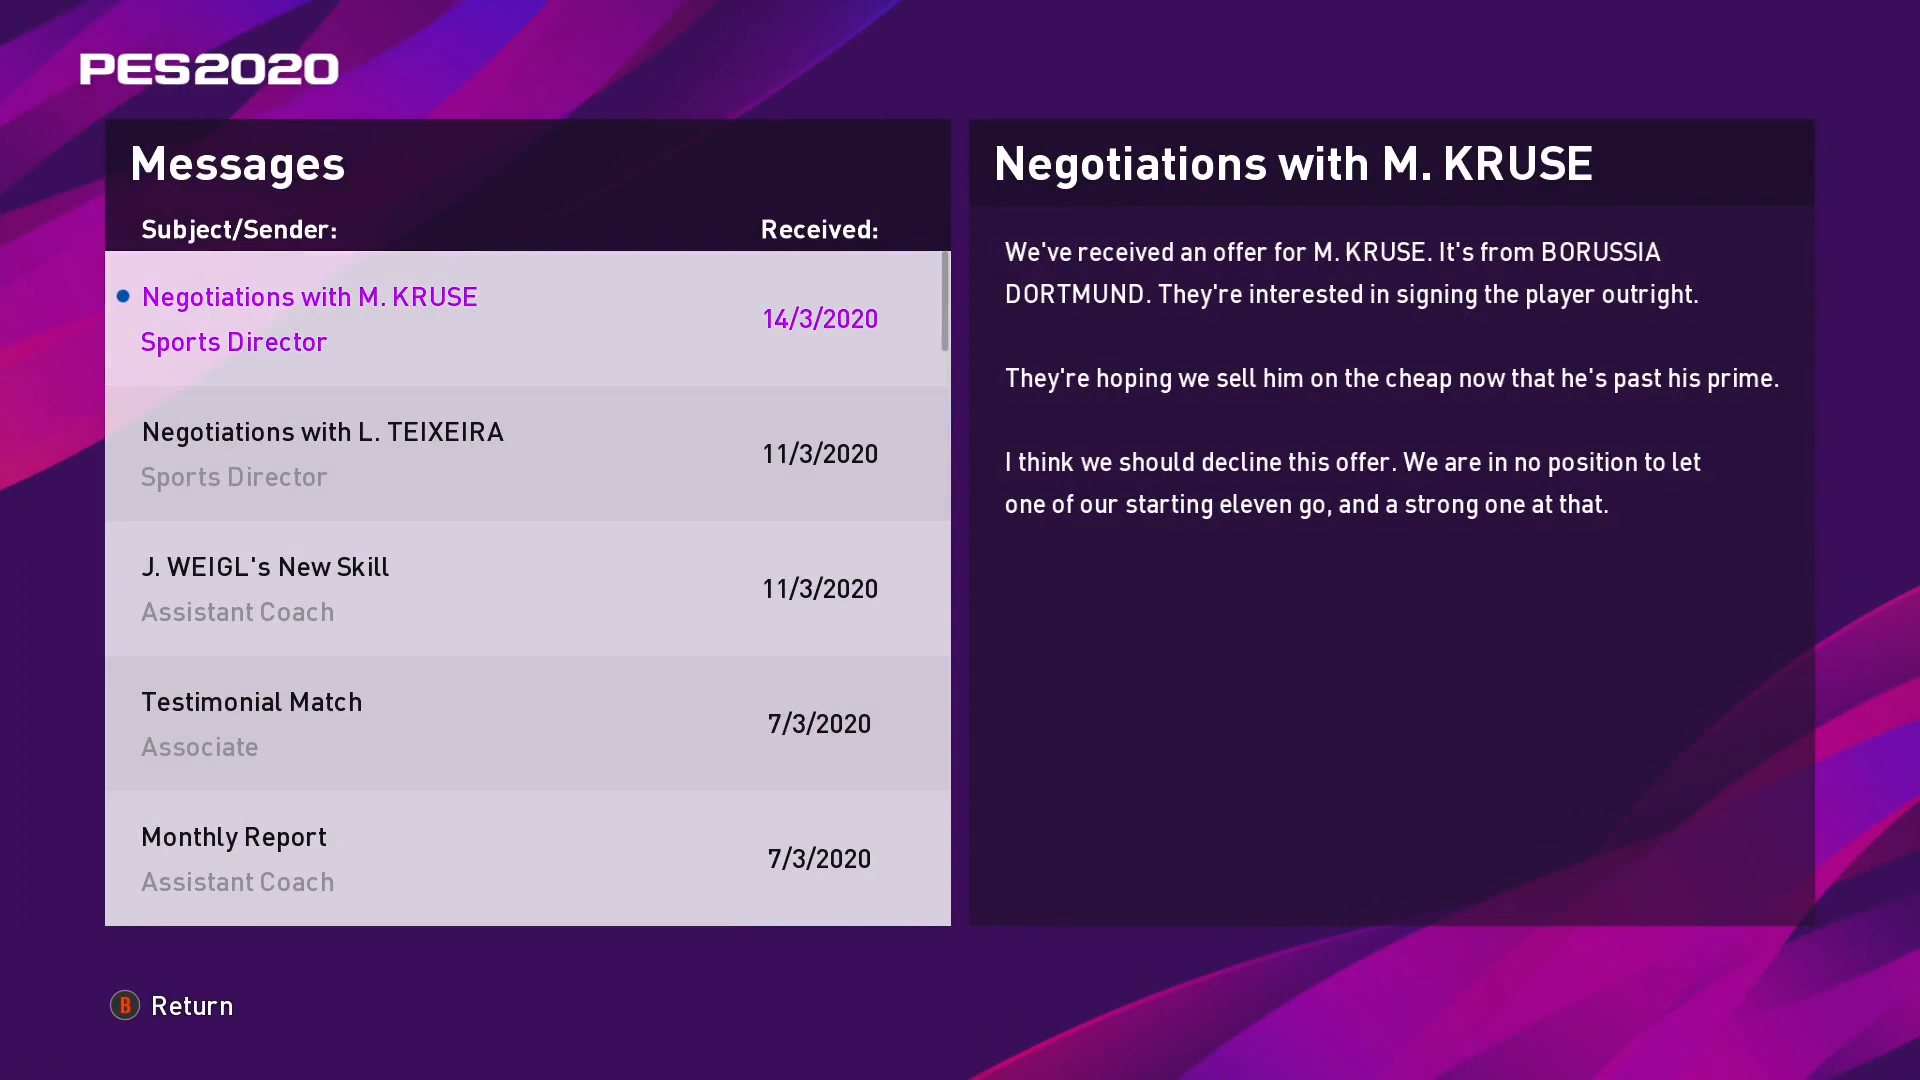 PES2020
Messages
Subject/Sender:
Received:
Negotiations with M. KRUSE
Sports Director
14/3/2020
Negotiations with L. TEIXEIRA
Sports Director
11/3/2020
J. WEIGL's New Skill
Assistant Coach
11/3/2020
Testimonial Match
Associate
7/3/2020
Monthly Report
Assistant Coach
7/3/2020
Negotiations with M. KRUSE
We've received an offer for M. KRUSE. It's from BORUSSIA
DORTMUND. They're interested in signing the player outright.
They're hoping we sell him on the cheap now that he's past his prime.
I think we should decline this offer. We are in no position to let
one of our starting eleven go, and a strong one at that.
B Return